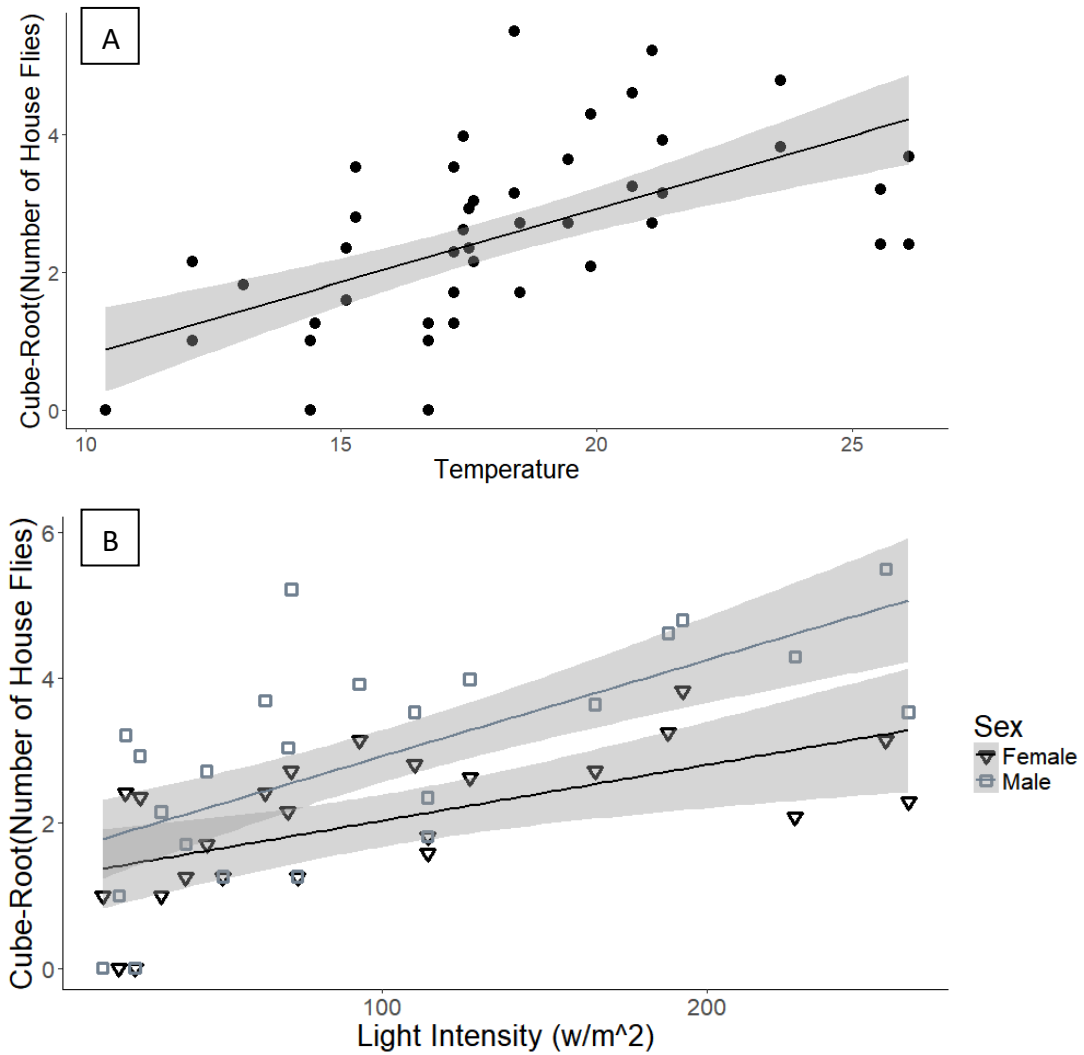 A
Cube-Root(Number of House Flies)
4
2
0
10 15 20 25
Temperature
B
Cube-Root(Number of House Flies)
6
4
2
0
100 200
Light Intensity (w/m^2)
Sex
Female
Male